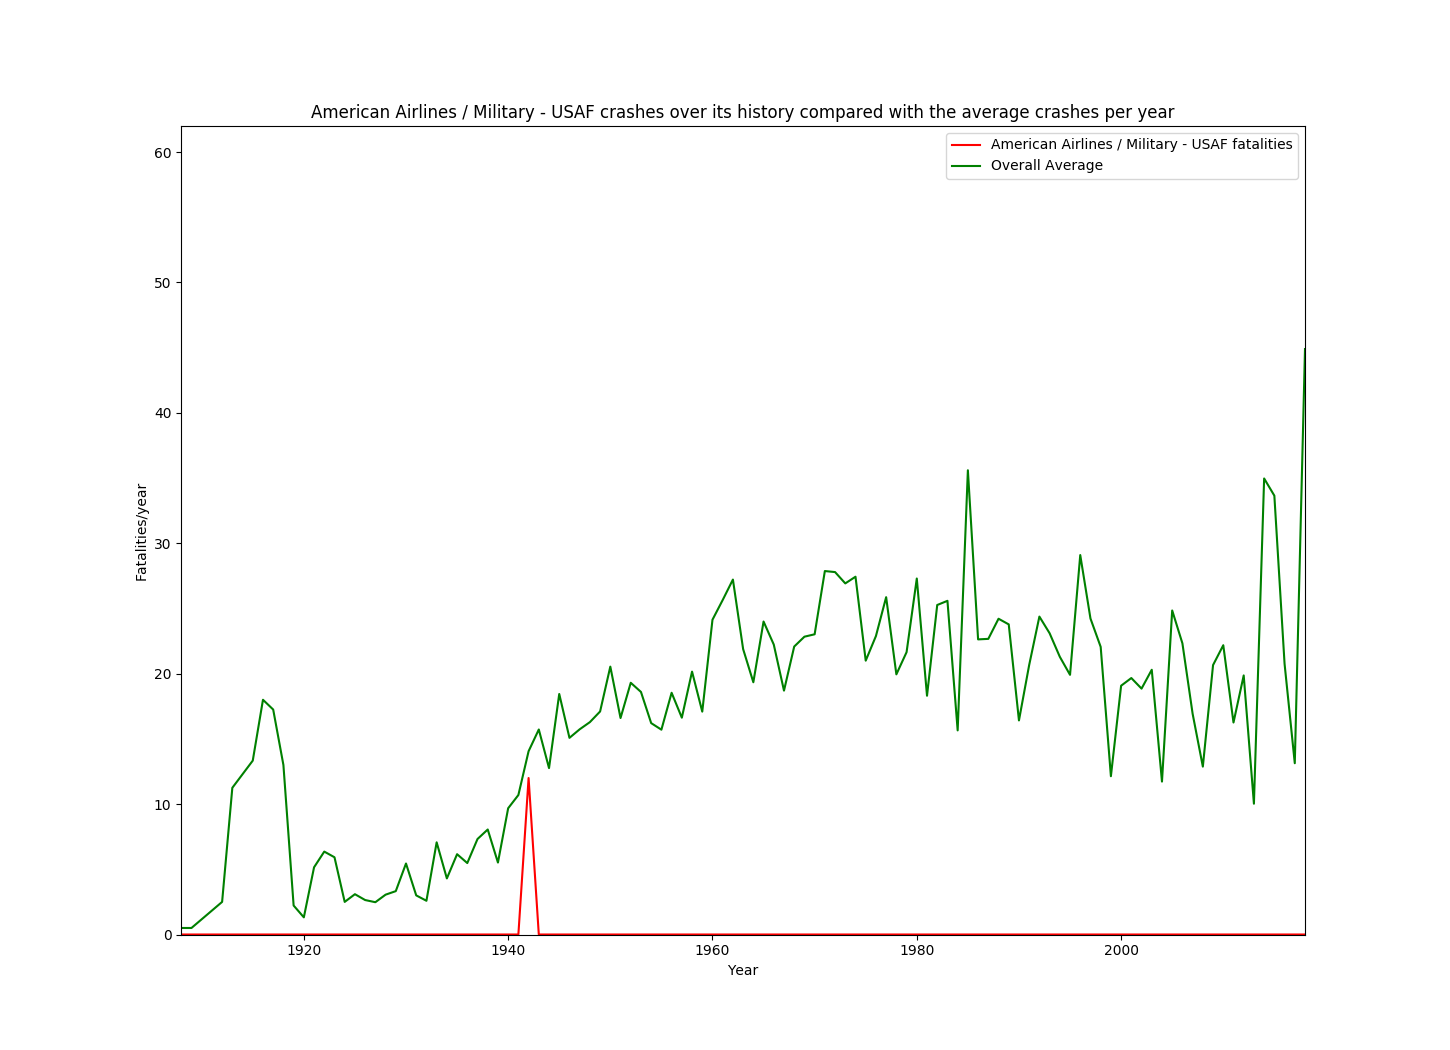 American Airlines / Military - USAF crashes over its history compared with the average crashes per year
American Airlines / Military - USAF fatalities
Overall Average
60
50
40
30
20
10
0
Fatalities/year
1920 1940 1960 1980 2000
Year